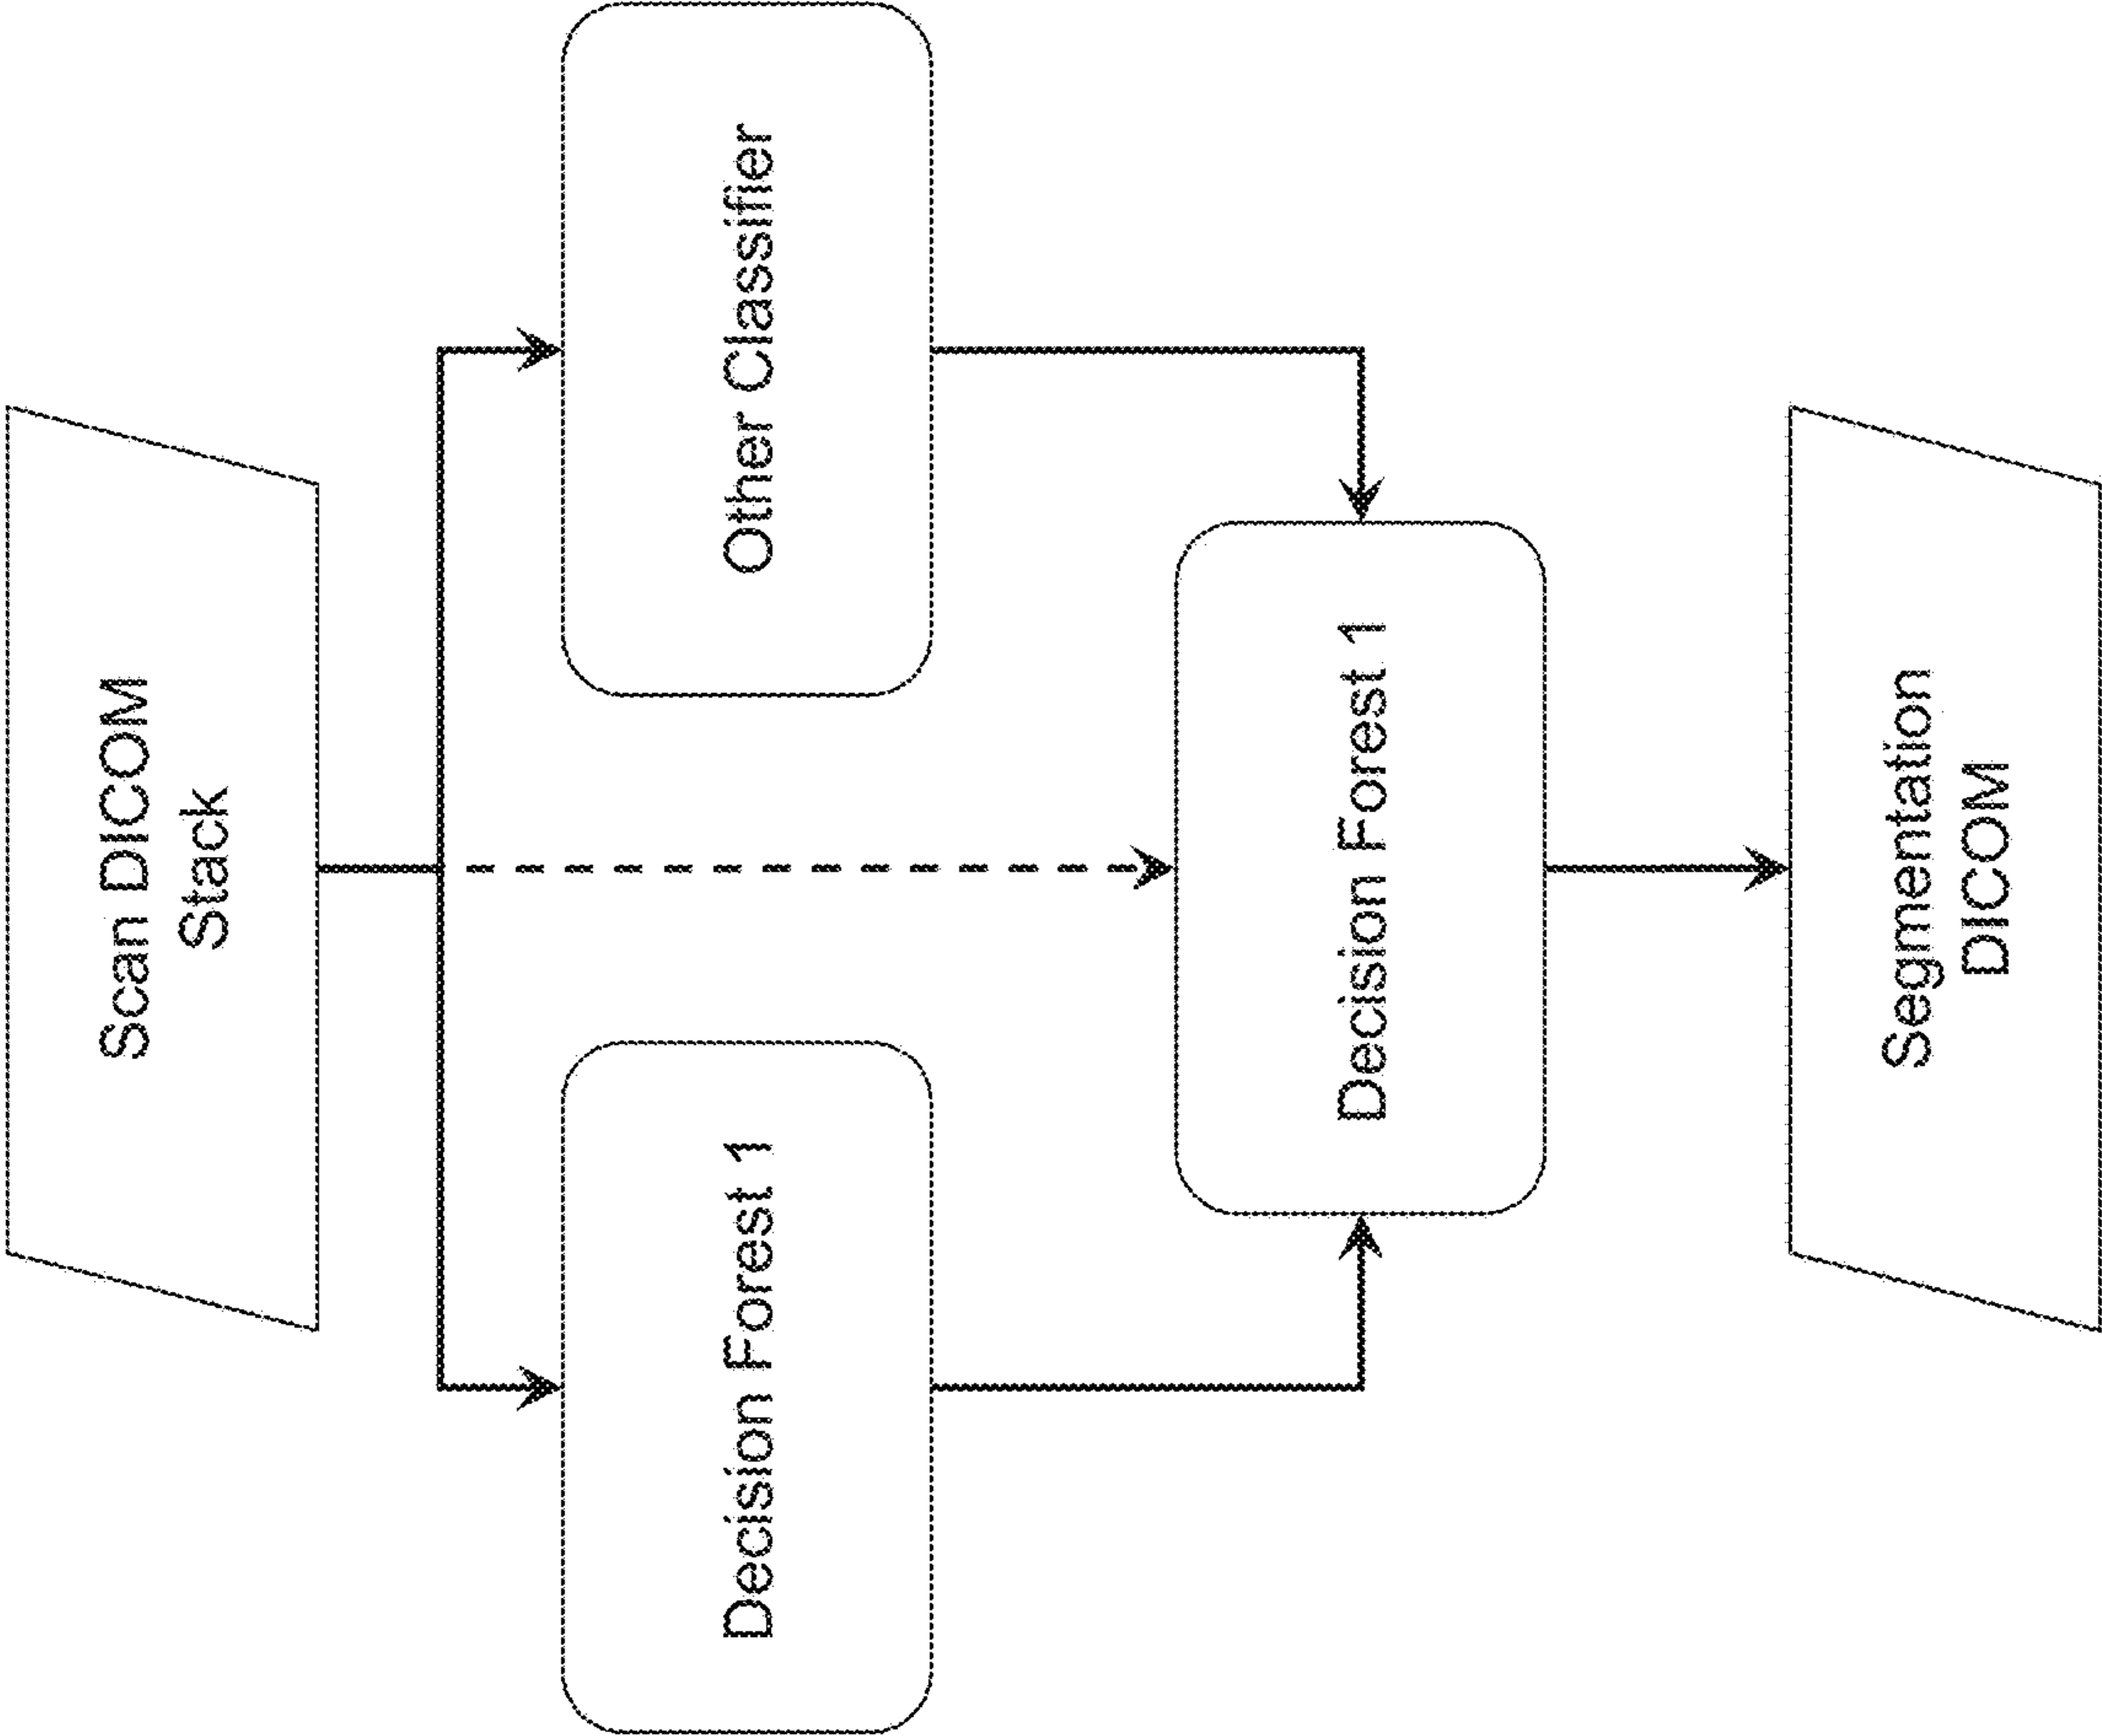 Scan DICOM
Stack
Decision Forest 1
Other Classifier
Decision Forest 1
Segmentation
DICOM